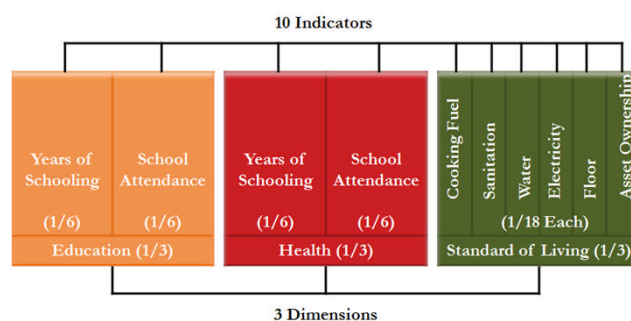 10 Indicators
Years of
Schooling
(1/6)
School
Attendance
(1/6)
Education (1/3)
Years of
Schooling
(1/6)
School
Attendance
(1/6)
Health (1/3)
Cooking Fuel
Sanitation
Water
Electricity
Floor
Asset Ownership
(1/18 Each)
Standard of Living (1/3)
3 Dimensions